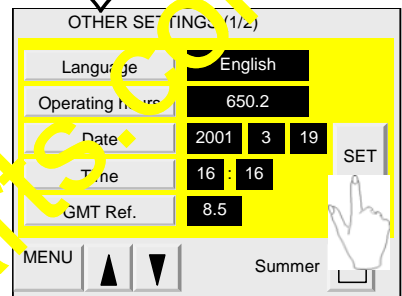 OTHER SETTINGS (1/2)
Language English
Operating hours 650.2
Date 2001 3 19
Time 16 : 16
GMT Ref. 8.5
SET
MENU Summer